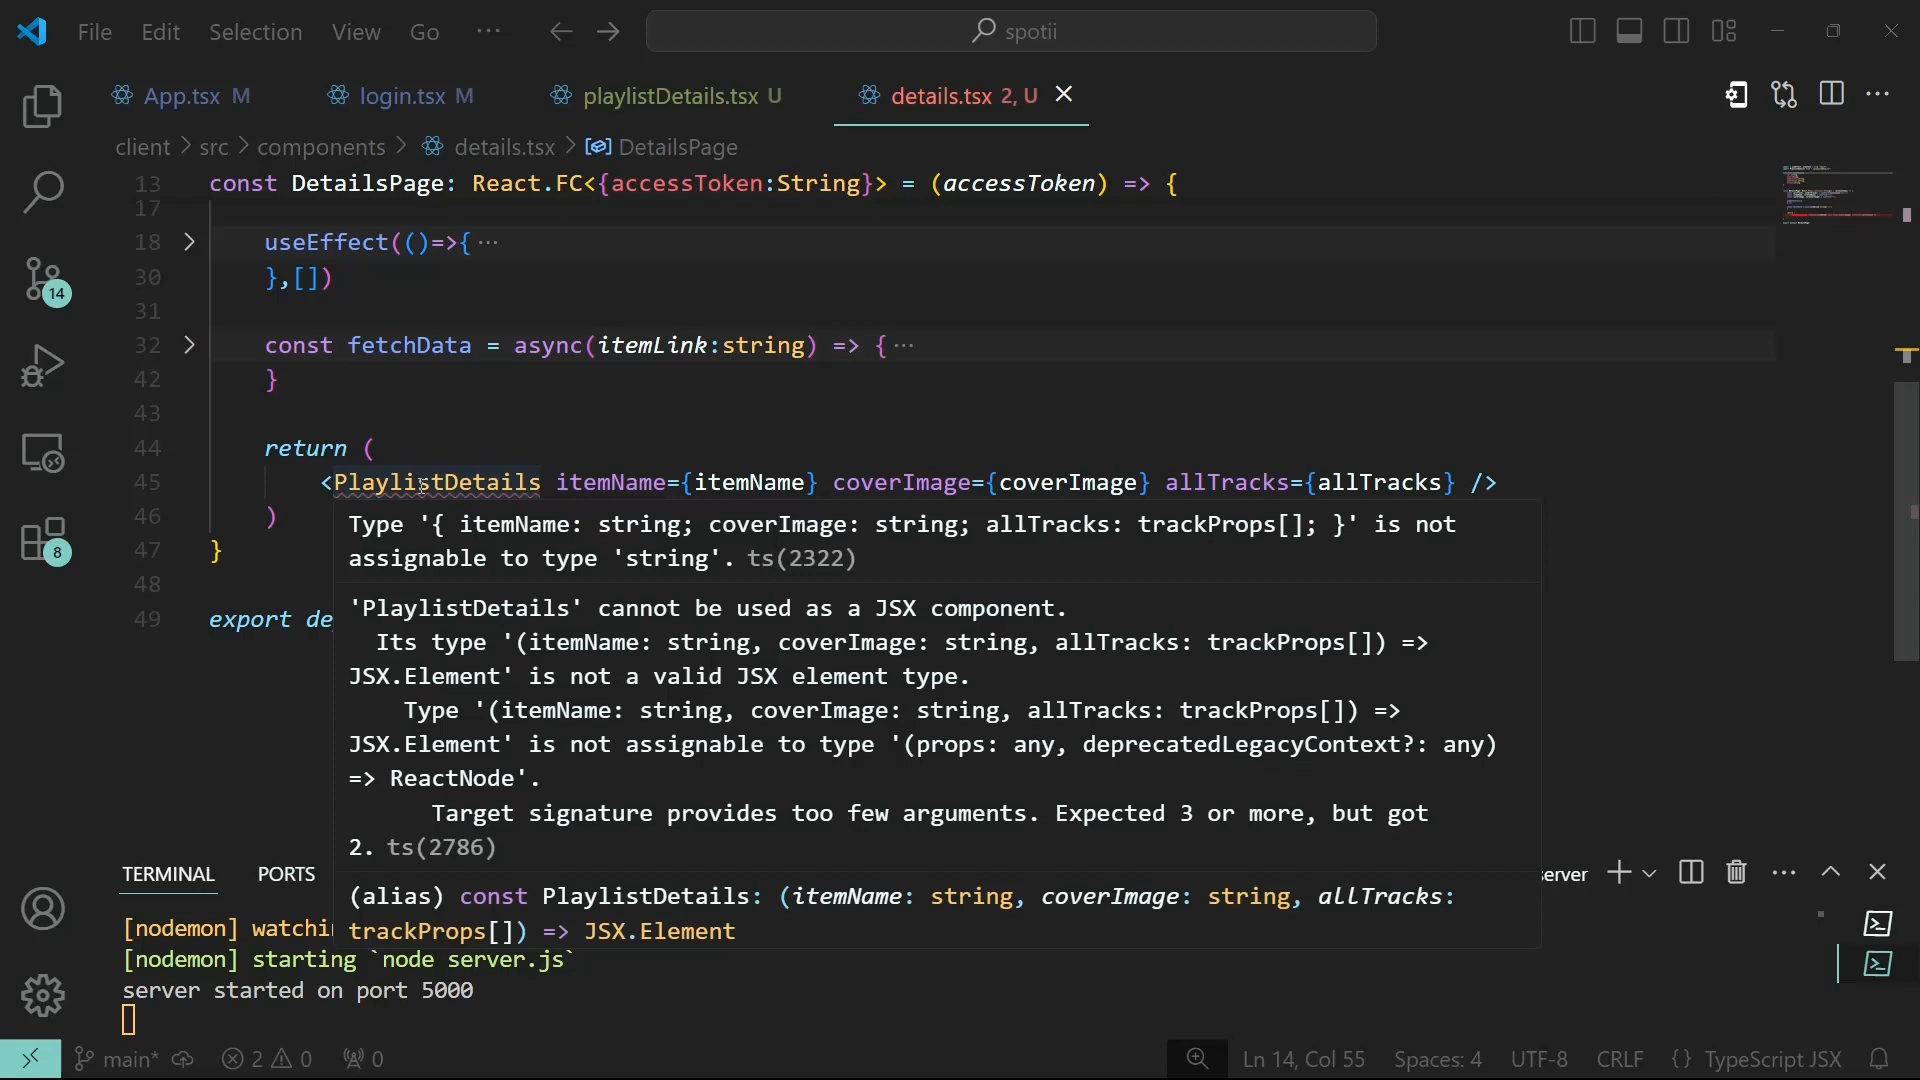 File Edit Selection View Go ··· spotii
App.tsx M login.tsx M playlistDetails.tsx U details.tsx 2, U
client > src > components > details.tsx > DetailsPage
13 const DetailsPage: React.FC<{accessToken:String}> = (accessToken) => {
17
18 useEffect(()=>{ ···
30 },[])
31
32 const fetchData = async(itemLink:string) => { ···
42 }
43
44 return (
45 <PlaylistDetails itemName={itemName} coverImage={coverImage} allTracks={allTracks} />
46 )
47 }
48
49 export de
Type '{ itemName: string; coverImage: string; allTracks: trackProps[]; }' is not
assignable to type 'string'. ts(2322)
'PlaylistDetails' cannot be used as a JSX component.
Its type '(itemName: string, coverImage: string, allTracks: trackProps[]) =>
JSX.Element' is not a valid JSX element type.
Type '(itemName: string, coverImage: string, allTracks: trackProps[]) =>
JSX.Element' is not assignable to type '(props: any, deprecatedLegacyContext?: any)
=> ReactNode'.
Target signature provides too few arguments. Expected 3 or more, but got
2. ts(2786)
(alias) const PlaylistDetails: (itemName: string, coverImage: string, allTracks:
trackProps[]) => JSX.Element
14
8
TERMINAL PORTS server
[nodemon] watchi
[nodemon] starting `node server.js`
server started on port 5000
main* 2 0 0 Ln 14, Col 55 Spaces: 4 UTF-8 CRLF {} TypeScript JSX